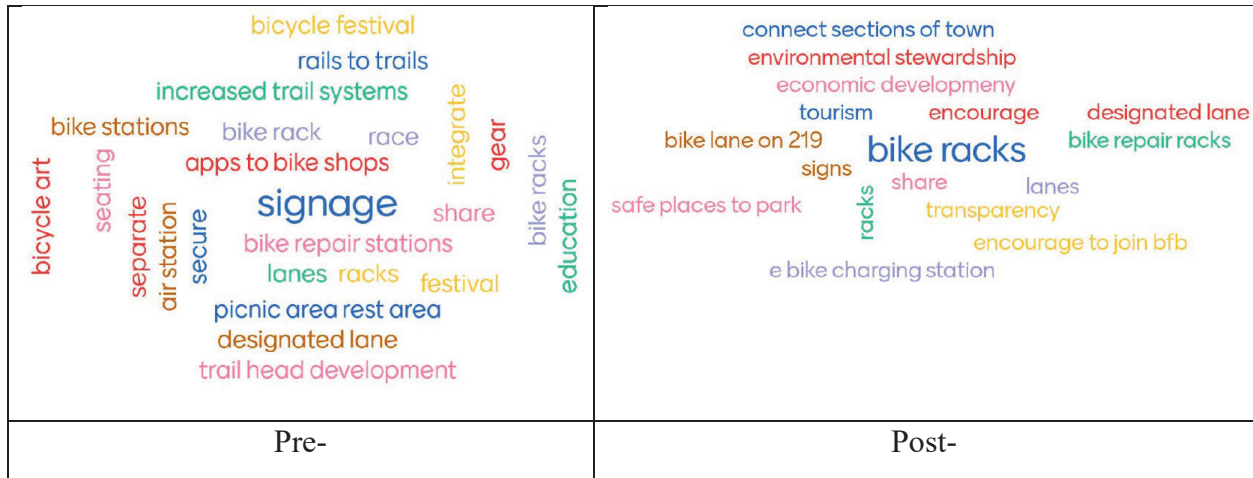 bicycle festival
rails to trails
increased trail systems
bike stations
bike rack
race
integrate
gear
apps to bike shops
bicycle art
seating
separate
air station
secure
signage
share
bike racks
education
bike repair stations
lanes
racks
festival
picnic area rest area
designated lane
trail head development
Pre-
connect sections of town
environmental stewardship
economic developmeny
tourism
encourage
designated lane
bike lane on 219
bike racks
bike repair racks
signs
share
lanes
safe places to park
racks
transparency
encourage to join bfb
e bike charging station
Post-